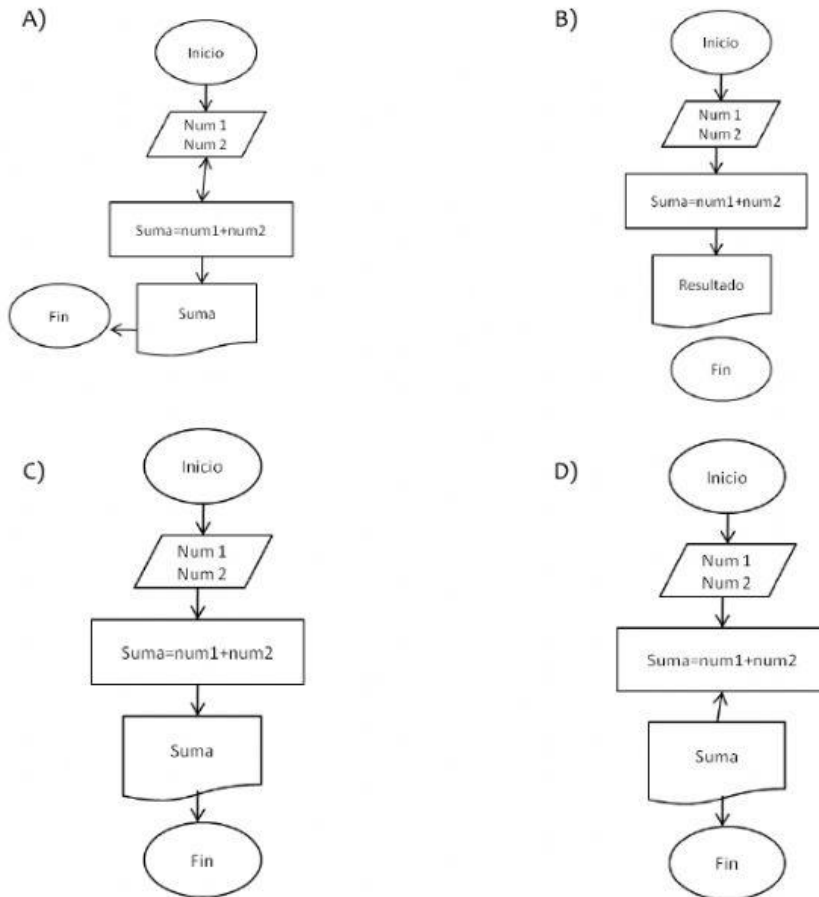 A)
Inicio
Num 1
Num 2
Suma=num1+num2
Suma
Fin
B)
Inicio
Num 1
Num 2
Suma=num1+num2
Resultado
Fin
C)
Inicio
Num 1
Num 2
Suma=num1+num2
Suma
Fin
D)
Inicio
Num 1
Num 2
Suma=num1+num2
Suma
Fin